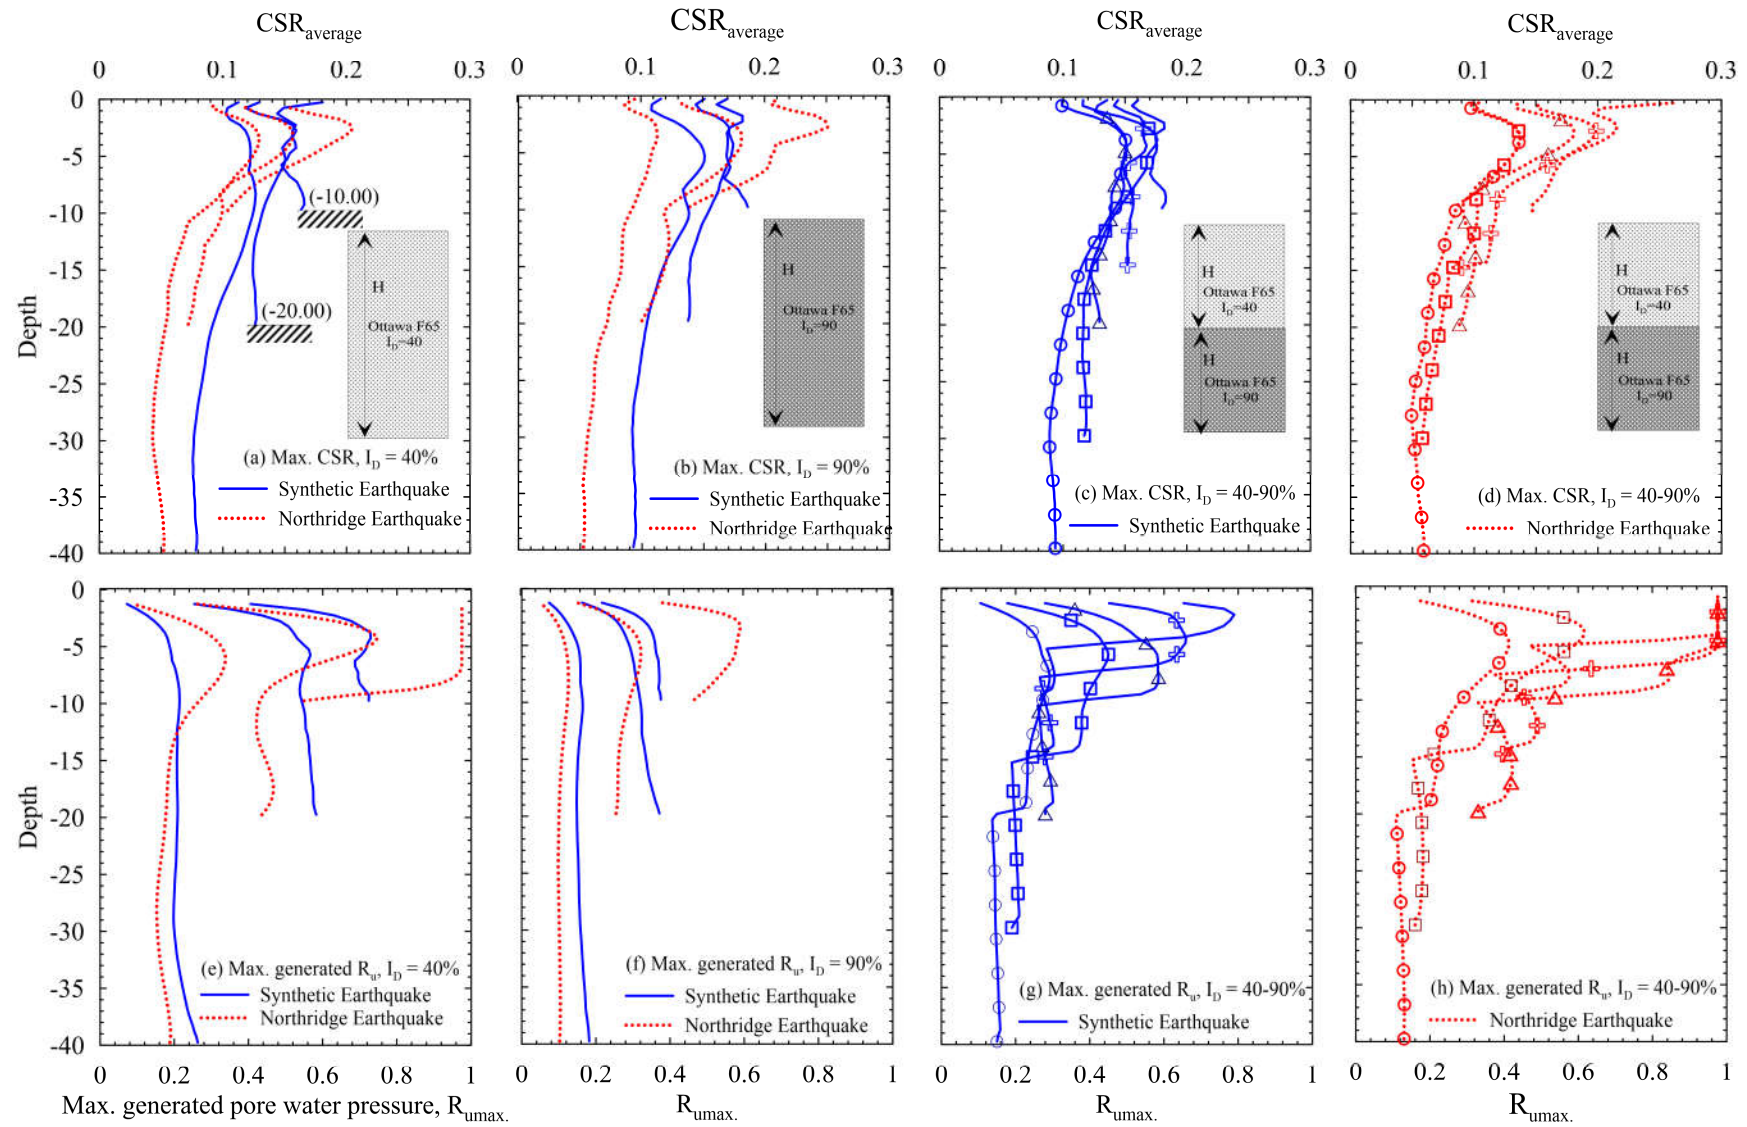 CSRaverage CSRaverage CSRaverage CSRaverage
0 0.1 0.2 0.3 0 0.1 0.2 0.3 0 0.1 0.2 0.3 0 0.1 0.2 0.3
0
-5
-10
-15
-20
-25
-30
-35
-40
Depth
(-10.00)
(-20.00)
H
Ottawa F65
ID=40
(a) Max. CSR, ID = 40%
Synthetic Earthquake
Northridge Earthquake
H
Ottawa F65
ID=90
(b) Max. CSR, ID = 90%
Synthetic Earthquake
Northridge Earthquake
H
Ottawa F65
ID=40
H
Ottawa F65
ID=90
(c) Max. CSR, ID = 40-90%
Synthetic Earthquake
H
Ottawa F65
ID=40
H
Ottawa F65
ID=90
(d) Max. CSR, ID = 40-90%
Northridge Earthquake
0
-5
-10
-15
-20
-25
-30
-35
-40
Depth
(e) Max. generated Ru, ID = 40%
Synthetic Earthquake
Northridge Earthquake
(f) Max. generated Ru, ID = 90%
Synthetic Earthquake
Northridge Earthquake
(g) Max. generated Ru, ID = 40-90%
Synthetic Earthquake
(h) Max. generated Ru, ID = 40-90%
Northridge Earthquake
0 0.2 0.4 0.6 0.8 1 0.2 0.4 0.6 0.8 1 0.2 0.4 0.6 0.8 1 0 0.2 0.4 0.6 0.8 1
Max. generated pore water pressure, Rumax. Rumax. Rumax. Rumax.